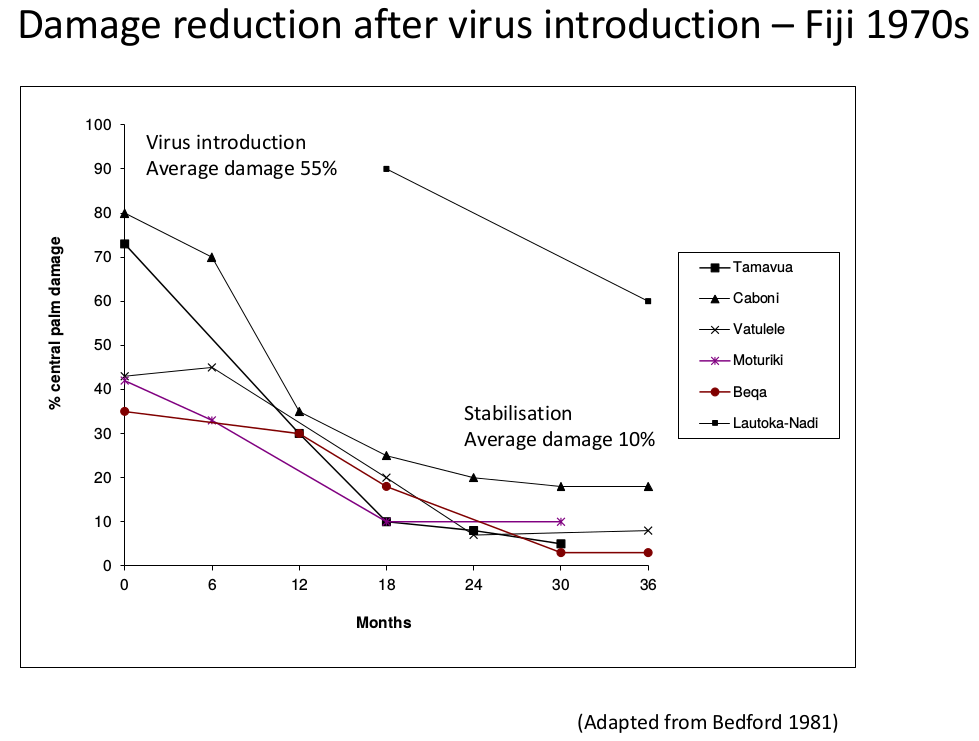 Damage reduction after virus introduction – Fiji 1970s
Virus introduction
Average damage 55%
Stabilisation
Average damage 10%
% central palm damage
100
90
80
70
60
50
40
30
20
10
0
0 6 12 18 24 30 36
Months
Tamavua
Caboni
Vatulele
Moturiki
Beqa
Lautoka-Nadi
(Adapted from Bedford 1981)